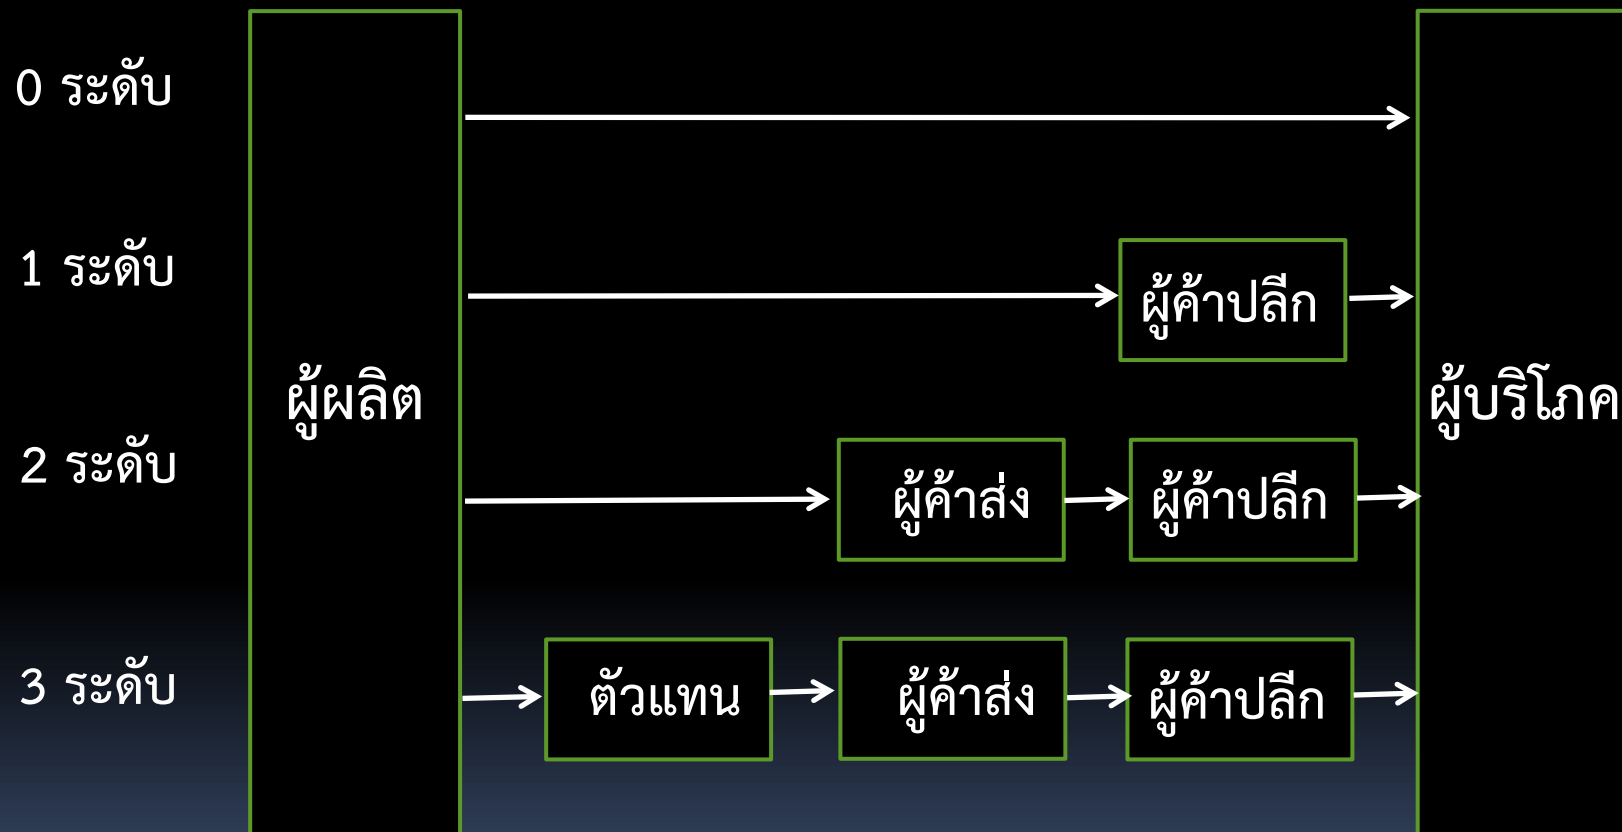 0 ระดับ
1 ระดับ
ผู้ค้าปลีก
ผู้ผลิต
ผู้บริโภค
2 ระดับ
ผู้ค้าส่ง
ผู้ค้าปลีก
3 ระดับ
ตัวแทน
ผู้ค้าส่ง
ผู้ค้าปลีก